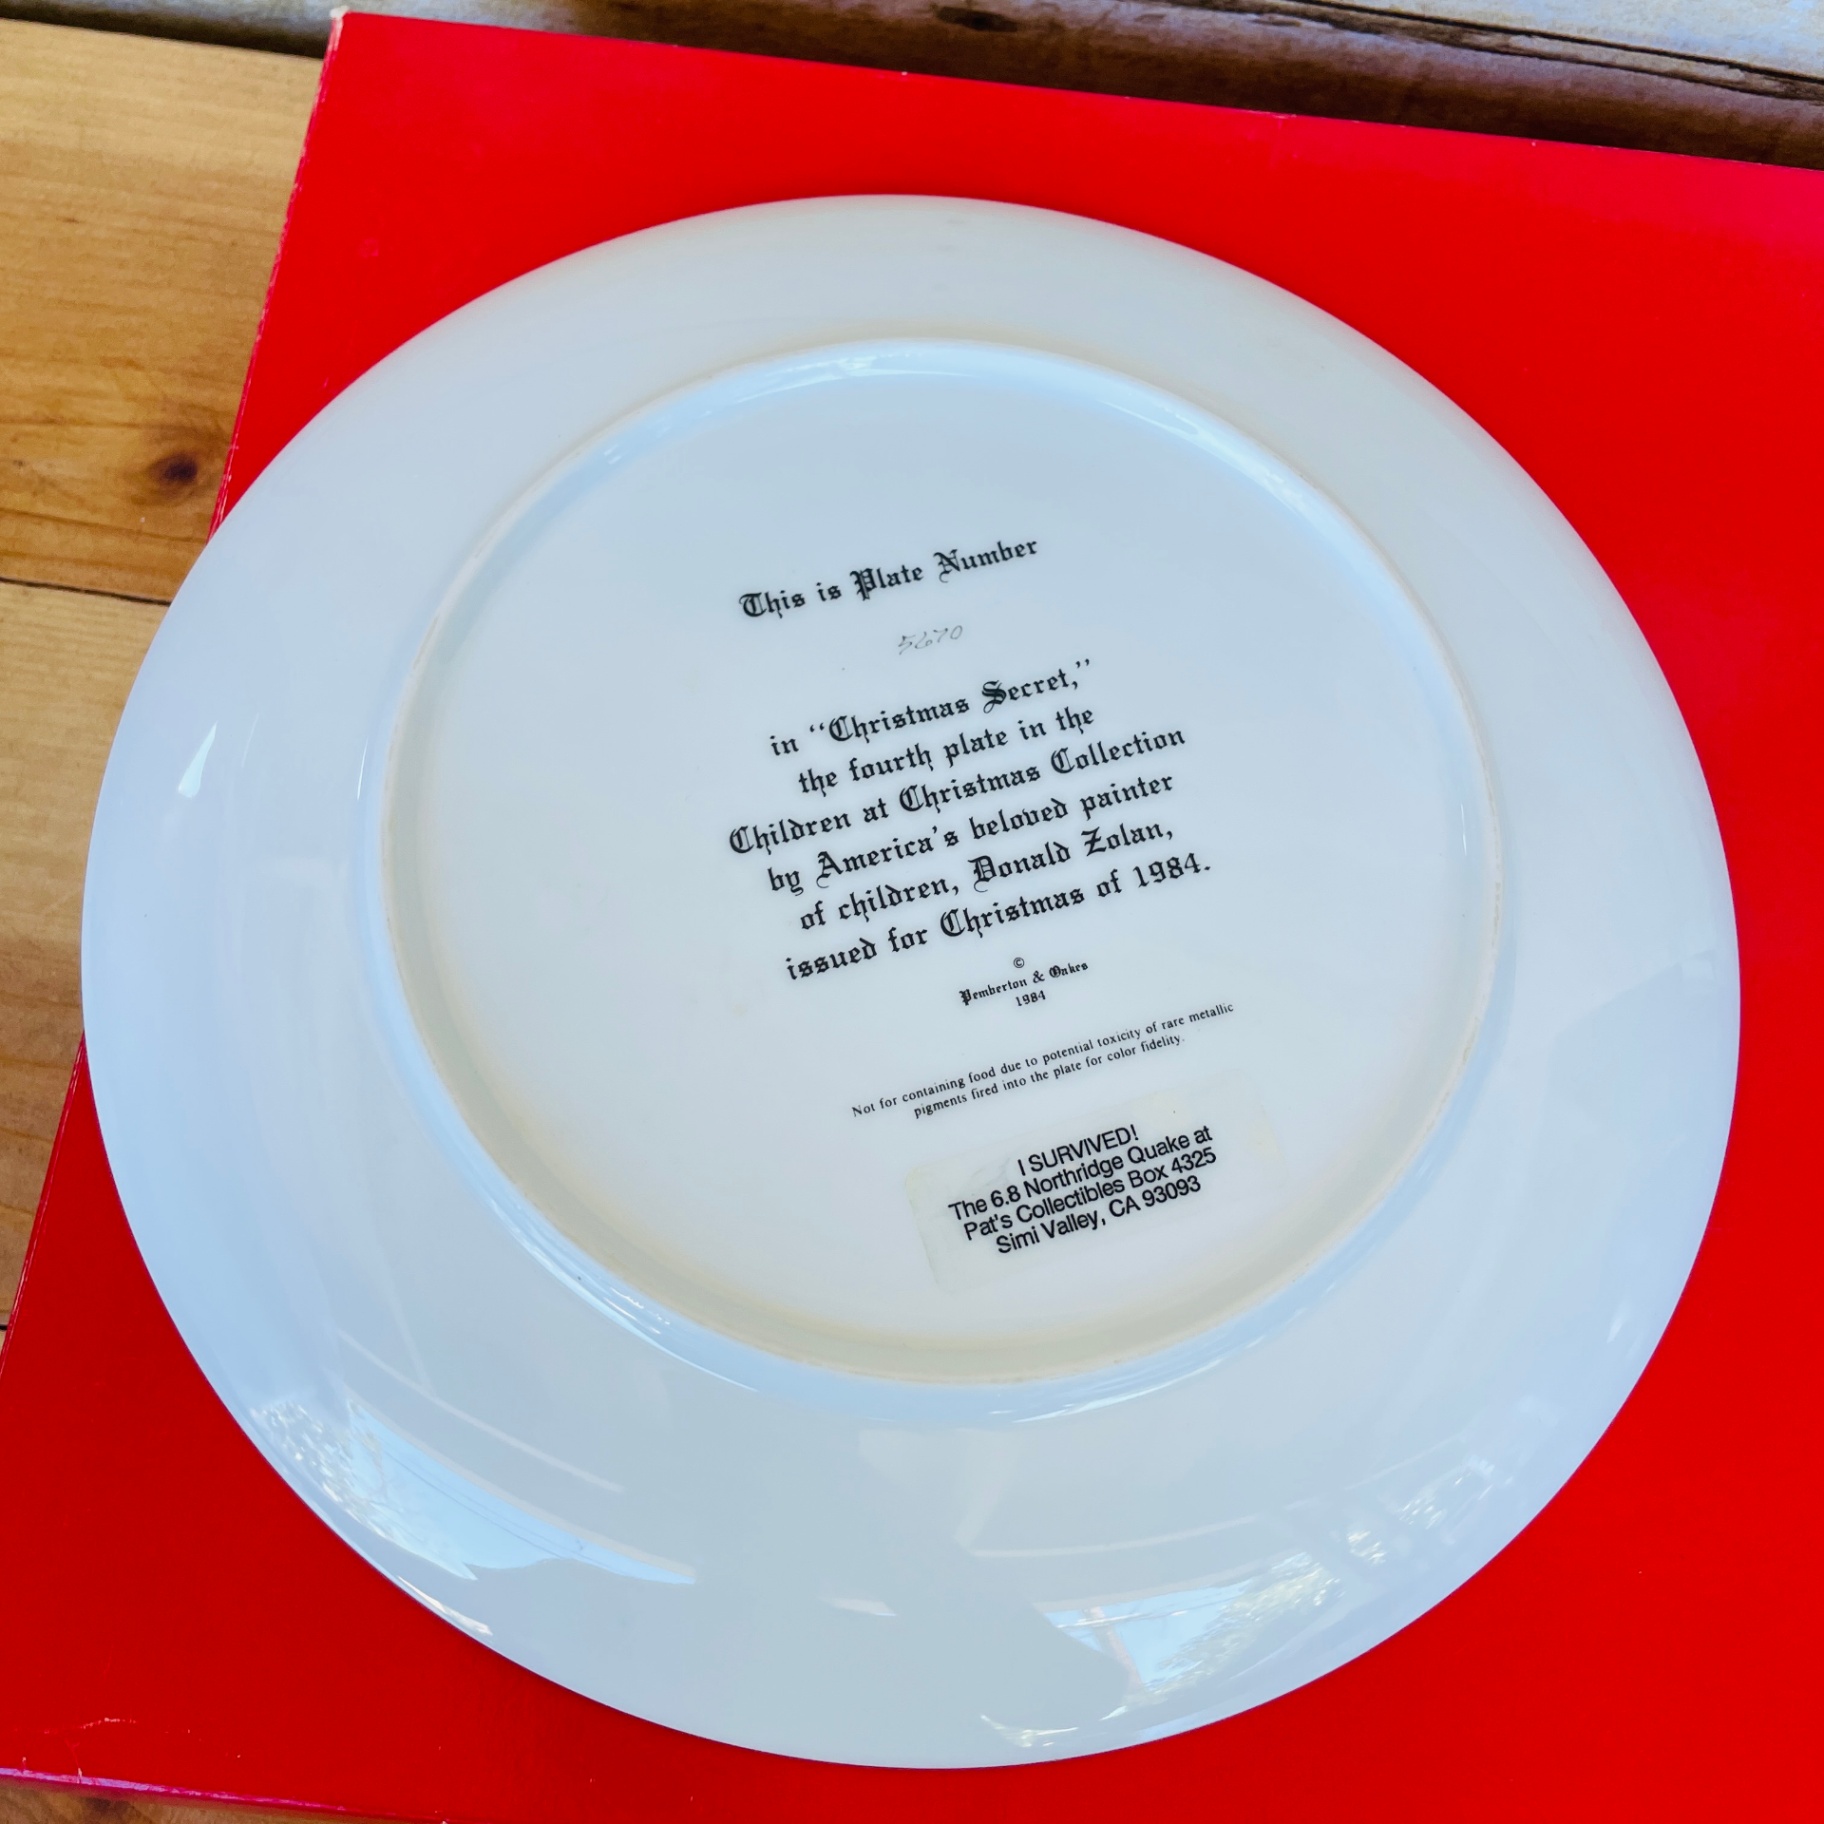 This is Plate Number
5670
in “Christmas Secret,”
the fourth plate in the
Children at Christmas Collection
by America's beloved painter
of children, Donald Zolan,
issued for Christmas of 1984.
©
Pemberton & Oakes
1984
Not for containing food due to potential toxicity of rare metallic
pigments fired into the plate for color fidelity.
I SURVIVED!
The 6.8 Northridge Quake at
Pat's Collectibles Box 4325
Simi Valley, CA 93093